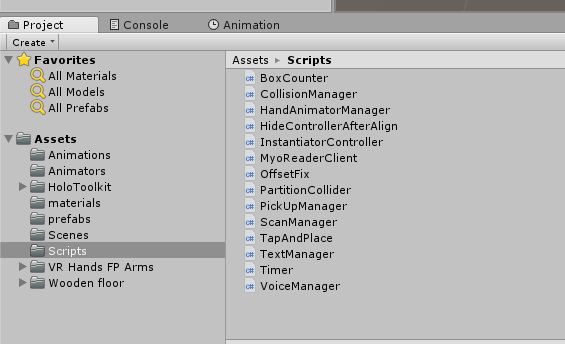 Project
Console
Animation
Create
Favorites
All Materials
All Models
All Prefabs
Assets
Animations
Animators
HoloToolkit
materials
prefabs
Scenes
Scripts
VR Hands FP Arms
Wooden floor
Assets ▸ Scripts
BoxCounter
CollisionManager
HandAnimatorManager
HideControllerAfterAlign
InstantiatorController
MyoReaderClient
OffsetFix
PartitionCollider
PickUpManager
ScanManager
TapAndPlace
TextManager
Timer
VoiceManager